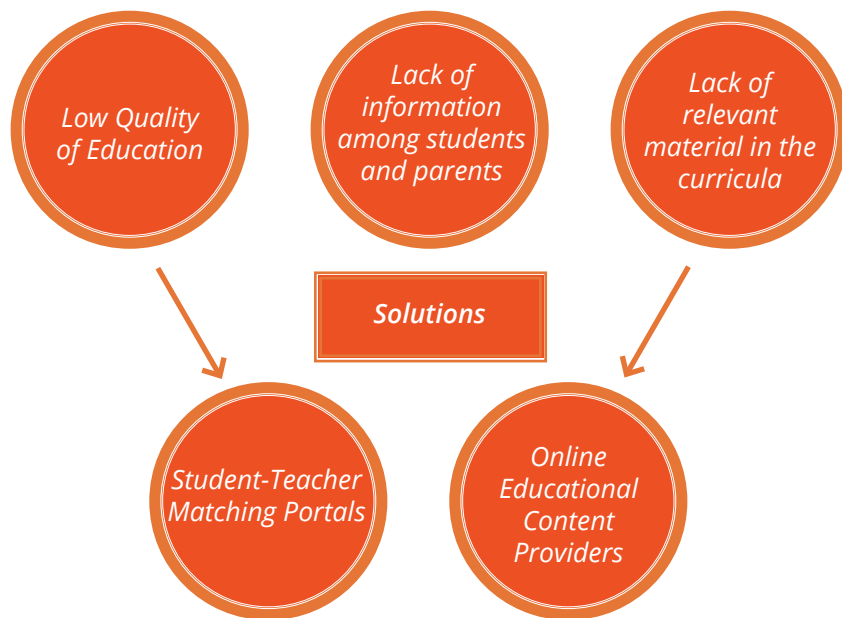 Low Quality
of Education
Lack of
information
among students
and parents
Lack of
relevant
material in the
curricula
Solutions
Student-Teacher
Matching Portals
Online
Educational
Content
Providers